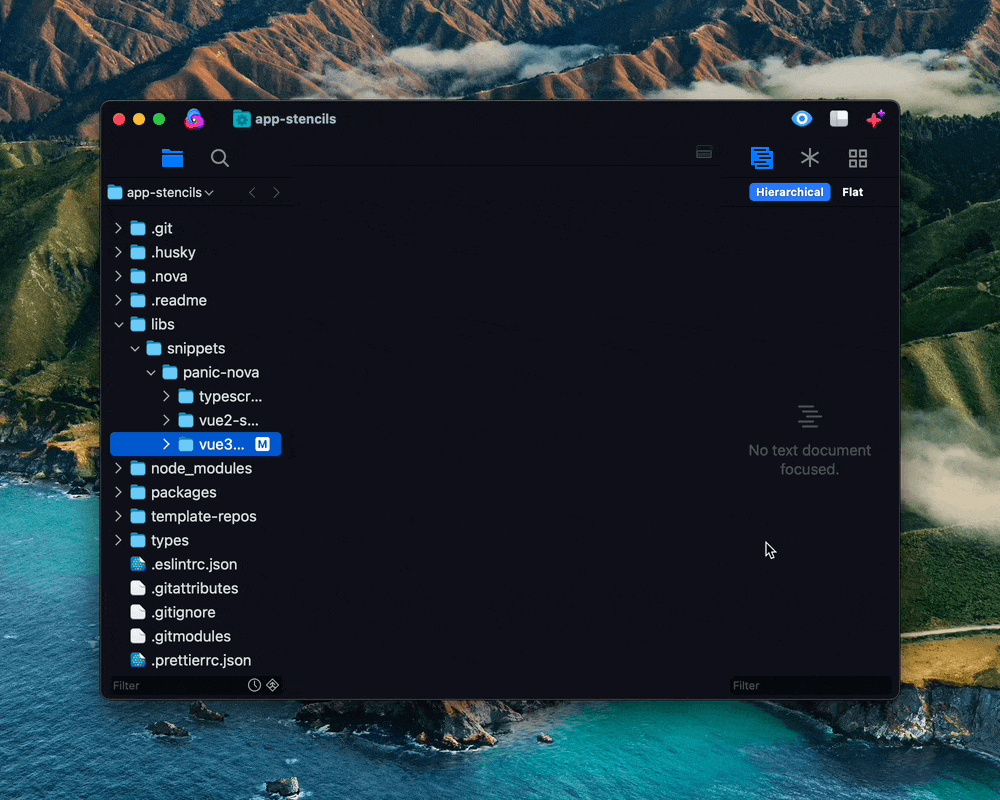 app-stencils
app-stencils
Hierarchical Flat
.git
.husky
.nova
.readme
libs
snippets
panic-nova
typescr...
vue2-s...
vue3... M
node_modules
packages
template-repos
types
.eslintrc.json
.gitattributes
.gitignore
.gitmodules
.prettierrc.json
Filter
No text document
focused.
Filter